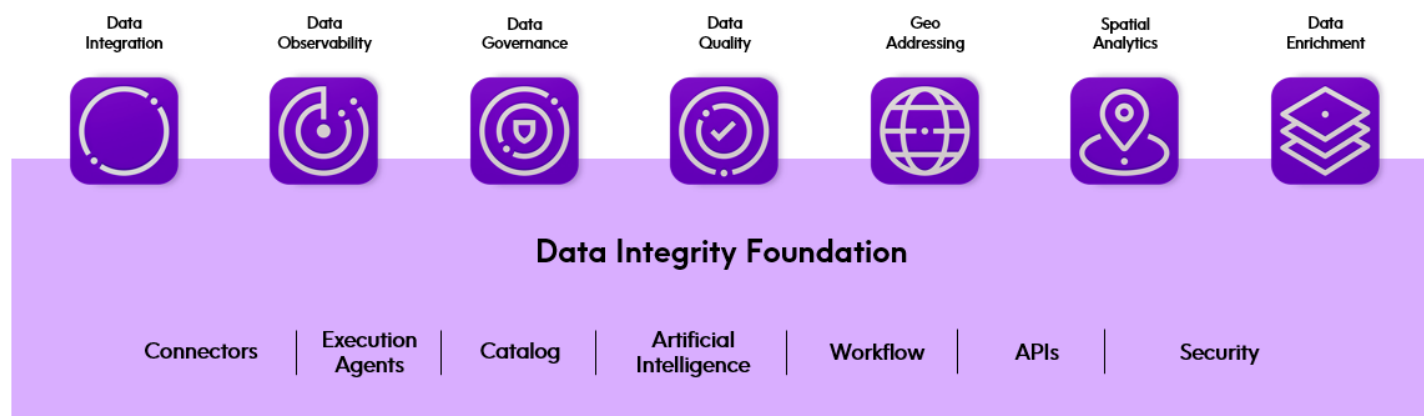 Data
Integration
Data
Observability
Data
Governance
Data
Quality
Geo
Addressing
Spatial
Analytics
Data
Enrichment
Data Integrity Foundation
Connectors
Execution
Agents
Catalog
Artificial
Intelligence
Workflow
APIs
Security